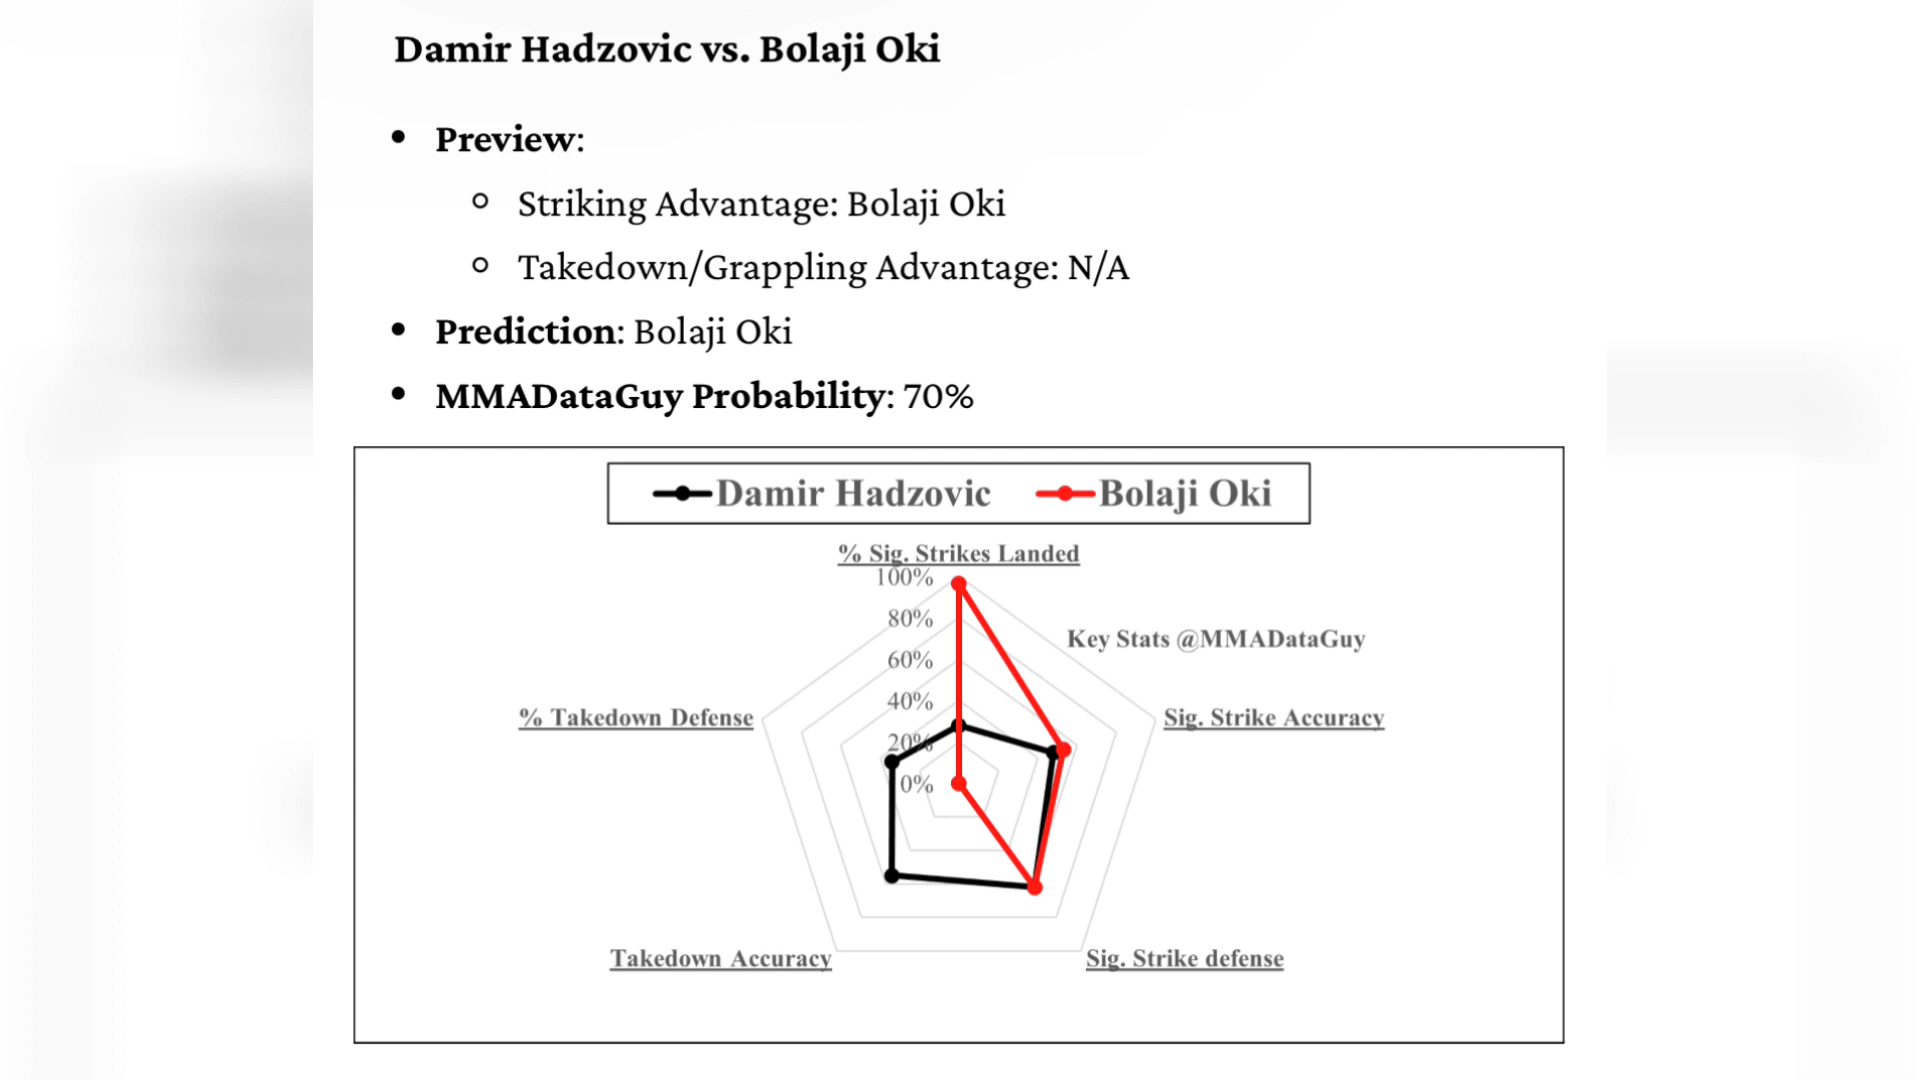 Damir Hadzovic vs. Bolaji Oki
Preview:
Striking Advantage: Bolaji Oki
Takedown/Grappling Advantage: N/A
Prediction: Bolaji Oki
MMADataGuy Probability: 70%
Damir Hadzovic Bolaji Oki
% Sig. Strikes Landed
100%
80%
Key Stats @MMADataGuy
60%
40%
% Takedown Defense
Sig. Strike Accuracy
20%
0%
Takedown Accuracy
Sig. Strike defense